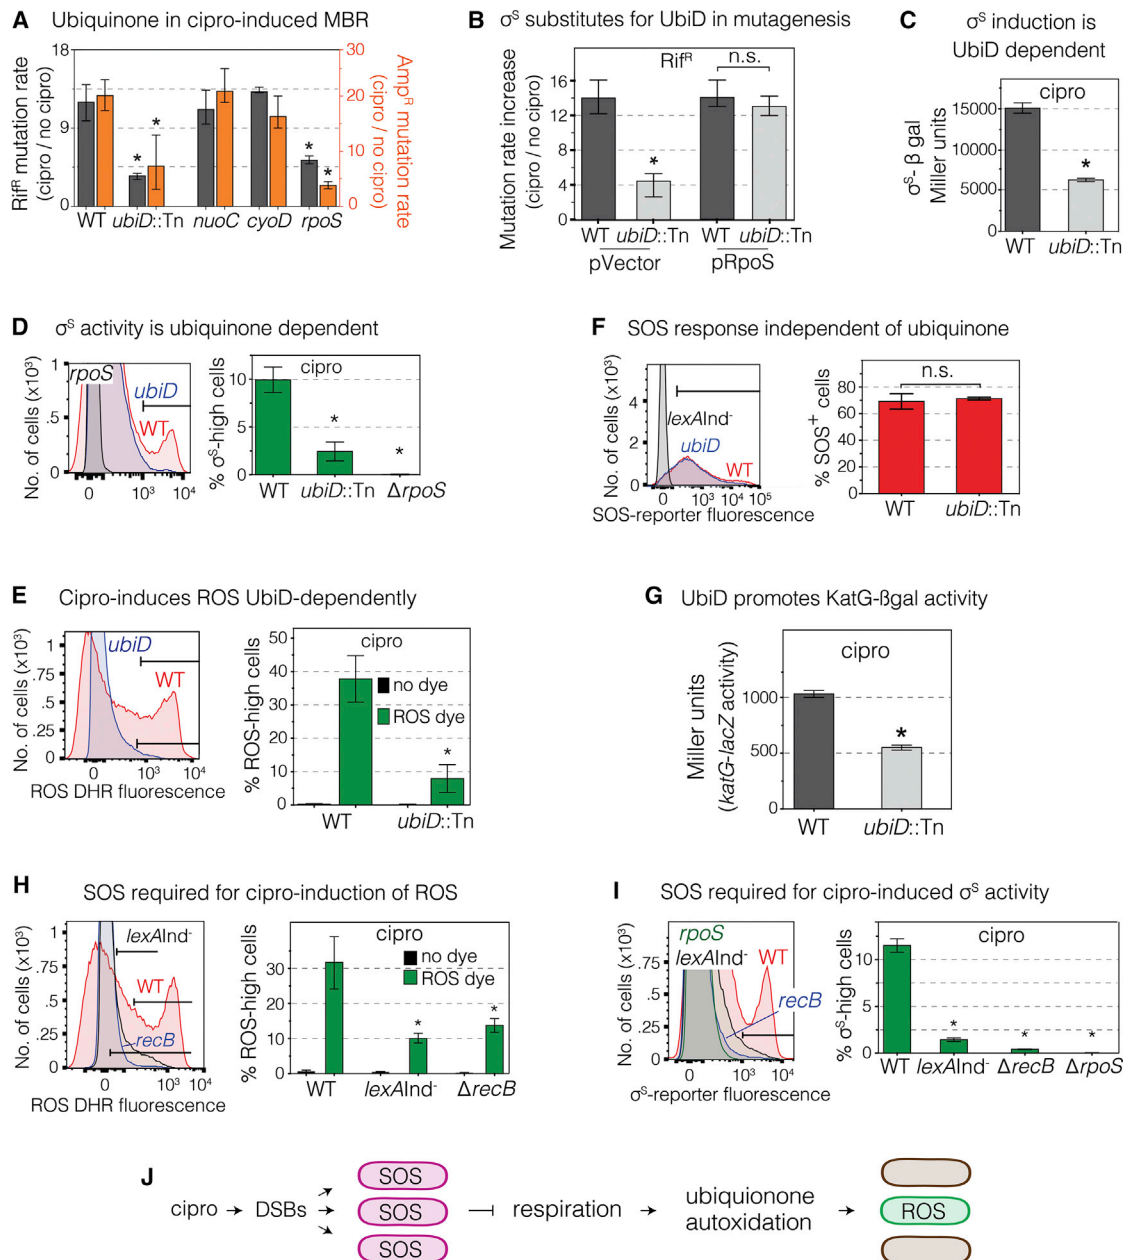 A Ubiquinone in cipro-induced MBR
Rifᴿ mutation rate
(cipro / no cipro)
18
9
0
30
20
10
0
Ampᴿ mutation rate
(cipro / no cipro)
* * * *
WT ubiD::Tn nuoC cyoD rpoS
B σˢ substitutes for UbiD in mutagenesis
Mutation rate increase
(cipro / no cipro)
Rifᴿ
n.s.
16
12
8
4
0
*
WT ubiD::Tn WT ubiD::Tn
pVector pRpoS
C σˢ induction is
UbiD dependent
cipro
σˢ- β gal
Miller units
15000
10000
5000
0
*
WT ubiD::Tn
D σˢ activity is ubiquinone dependent
No. of cells (x10³)
1
.5
0
rpoS
ubiD
WT
0 10³ 10⁴
% σˢ-high cells
cipro
10
5
0
* *
WT ubiD::Tn ΔrpoS
F SOS response independent of ubiquinone
No. of cells (x10³)
4
2
0
lexAInd⁻
ubiD
WT
0 10³ 10⁴ 10⁵
SOS-reporter fluorescence
% SOS⁺ cells
n.s.
80
60
40
20
0
WT ubiD::Tn
E Cipro-induces ROS UbiD-dependently
No. of cells (x10³)
1
.75
.5
.25
0
ubiD
WT
0 10³ 10⁴
ROS DHR fluorescence
% ROS-high cells
cipro
no dye
ROS dye
50
40
30
20
10
0
*
WT ubiD::Tn
G UbiD promotes KatG-ßgal activity
Miller units
(katG-lacZ activity)
cipro
1000
500
0
*
WT ubiD::Tn
H SOS required for cipro-induction of ROS
No. of cells (x10³)
1
.75
.5
.25
0
lexAInd⁻
WT
recB
0 10³ 10⁴
ROS DHR fluorescence
% ROS-high cells
cipro
no dye
ROS dye
30
20
10
0
* *
WT lexAInd⁻ ΔrecB
I SOS required for cipro-induced σˢ activity
No. of cells (x10³)
.75
.5
.25
0
rpoS
lexAInd⁻ WT
recB
0 10³ 10⁴
σˢ-reporter fluorescence
% σˢ-high cells
cipro
10
5
0
* * *
WT lexAInd⁻ ΔrecB ΔrpoS
J
cipro → DSBs
SOS
SOS
SOS
respiration →
ubiquionone
autoxidation →
ROS